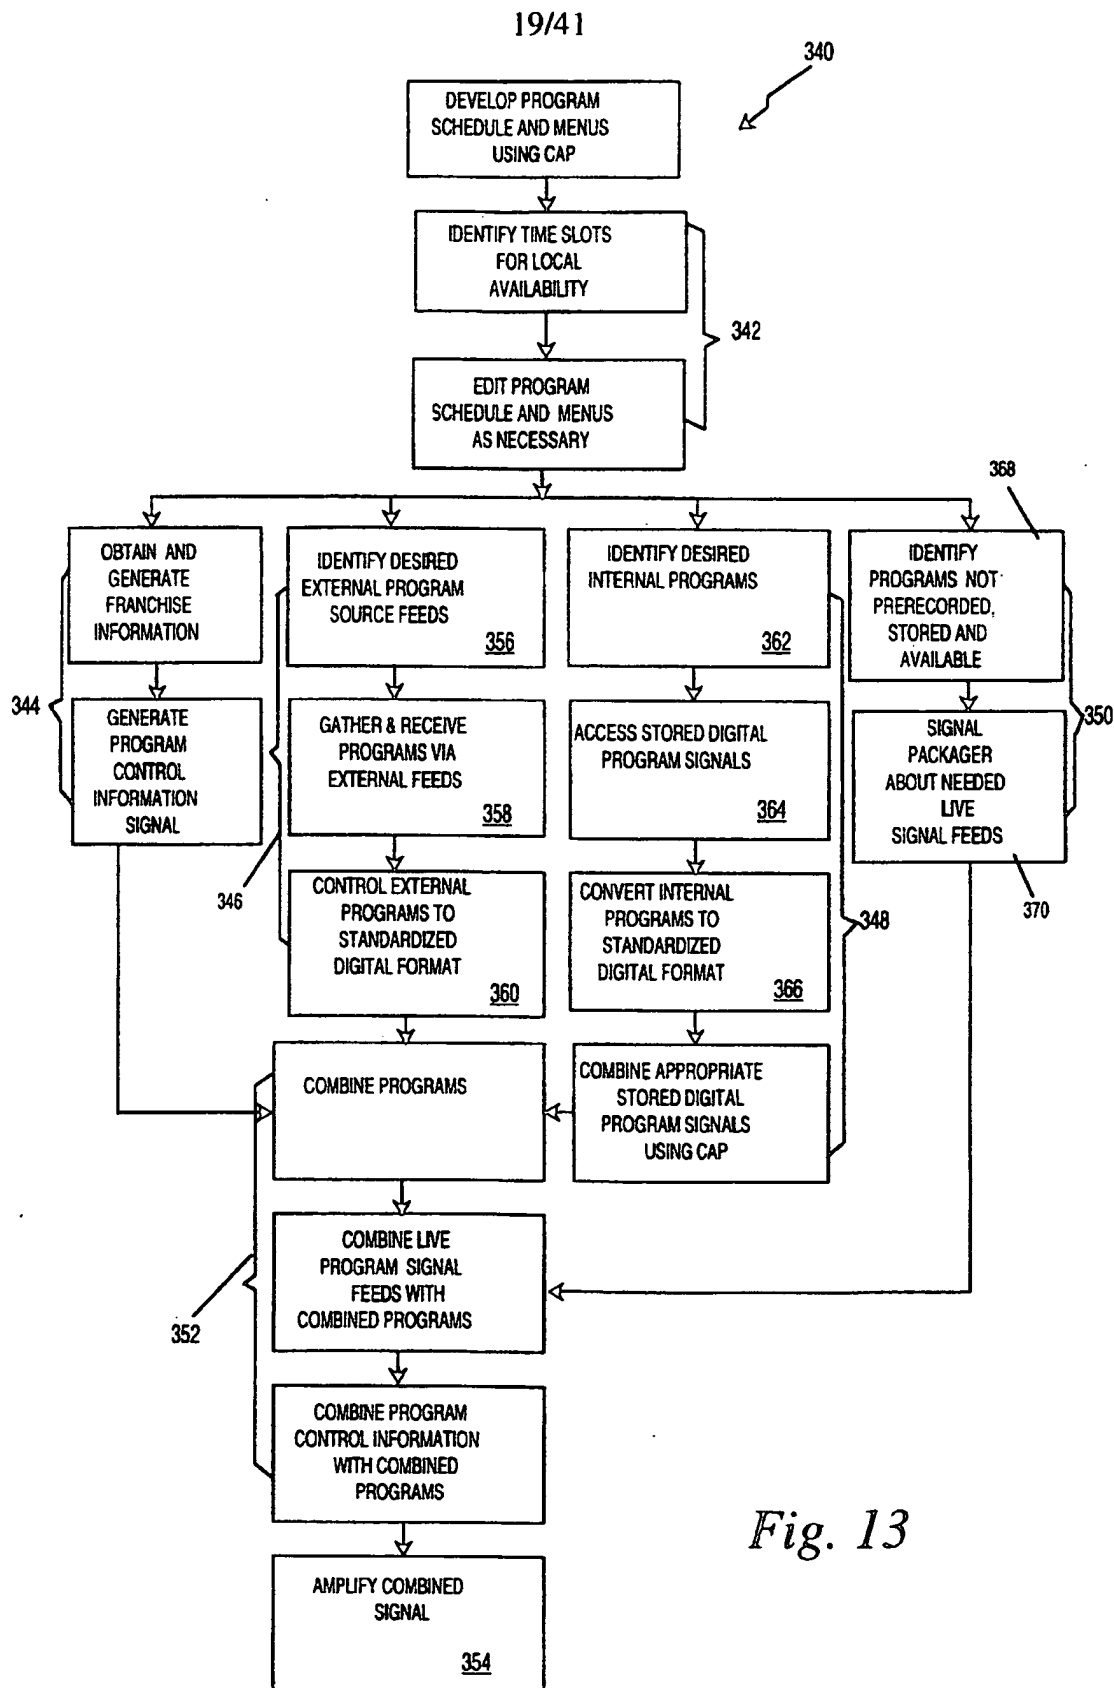 19/41
340
DEVELOP PROGRAM
SCHEDULE AND MENUS
USING CAP
IDENTIFY TIME SLOTS
FOR LOCAL
AVAILABILITY
342
EDIT PROGRAM
SCHEDULE AND MENUS
AS NECESSARY
368
OBTAIN AND
GENERATE
FRANCHISE
INFORMATION
IDENTIFY DESIRED
EXTERNAL PROGRAM
SOURCE FEEDS
356
IDENTIFY DESIRED
INTERNAL PROGRAMS
362
IDENTIFY
PROGRAMS NOT
PRERECORDED,
STORED AND
AVAILABLE
344
350
GENERATE
PROGRAM
CONTROL
INFORMATION
SIGNAL
GATHER & RECEIVE
PROGRAMS VIA
EXTERNAL FEEDS
358
ACCESS STORED DIGITAL
PROGRAM SIGNALS
364
SIGNAL
PACKAGER
ABOUT NEEDED
LIVE
SIGNAL FEEDS
346
370
CONTROL EXTERNAL
PROGRAMS TO
STANDARDIZED
DIGITAL FORMAT
360
CONVERT INTERNAL
PROGRAMS TO
STANDARDIZED
DIGITAL FORMAT
366
348
COMBINE PROGRAMS
COMBINE APPROPRIATE
STORED DIGITAL
PROGRAM SIGNALS
USING CAP
COMBINE LIVE
PROGRAM SIGNAL
FEEDS WITH
COMBINED PROGRAMS
352
COMBINE PROGRAM
CONTROL INFORMATION
WITH COMBINED
PROGRAMS
Fig. 13
AMPLIFY COMBINED
SIGNAL
354